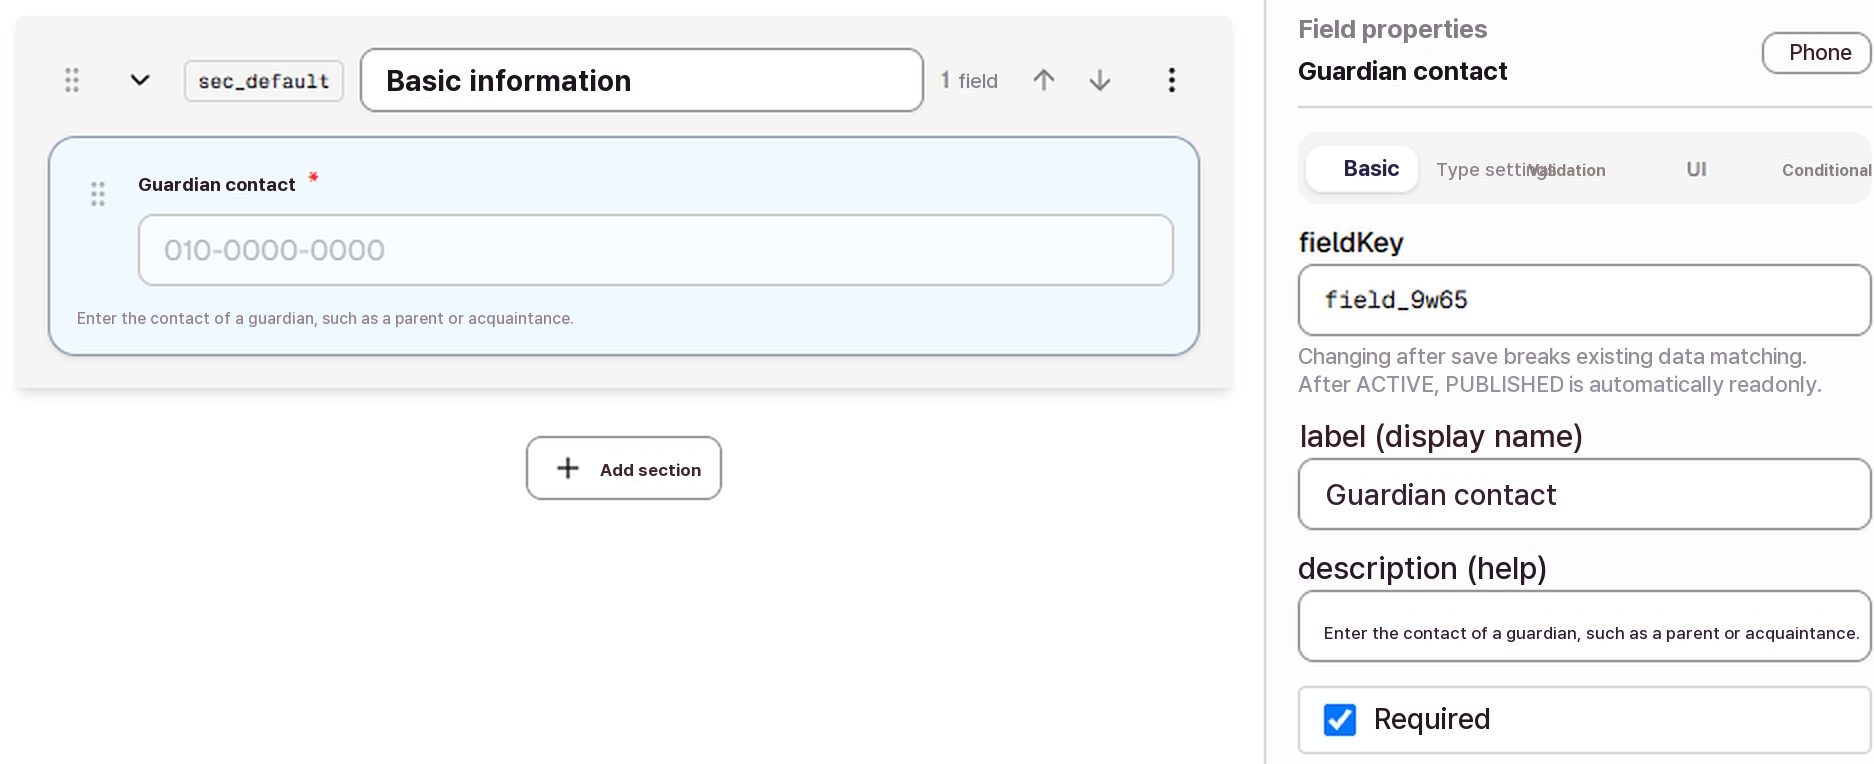 sec_default
Basic information
1 field
Guardian contact *
010-0000-0000
Enter the contact of a guardian, such as a parent or acquaintance.
+ Add section
Field properties
Guardian contact
Phone
Basic Type settings Validation UI Conditional
fieldKey
field_9w65
Changing after save breaks existing data matching.
After ACTIVE, PUBLISHED is automatically readonly.
label (display name)
Guardian contact
description (help)
Enter the contact of a guardian, such as a parent or acquaintance.
Required